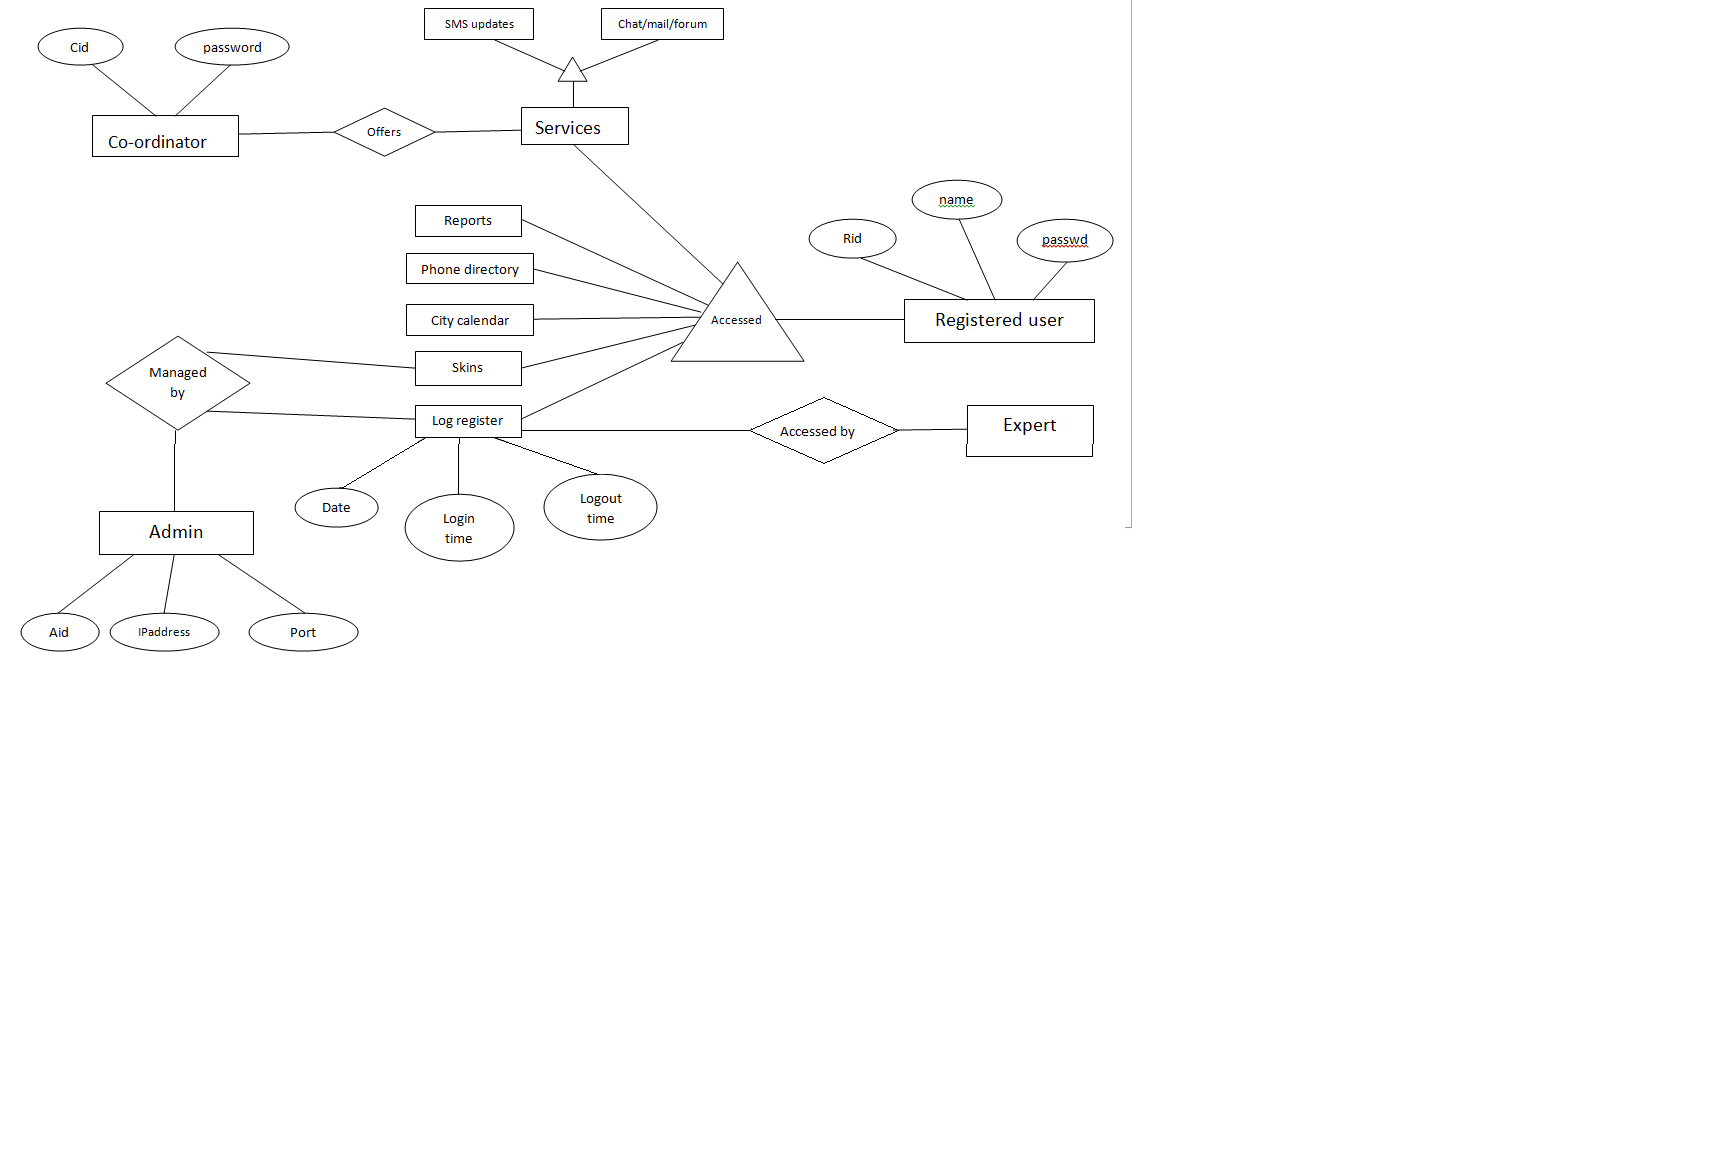 SMS updates
Chat/mail/forum
Cid
password
Co-ordinator
Offers
Services
Reports
Phone directory
City calendar
Skins
Log register
Accessed
Rid
name
passwd
Registered user
Managed
by
Accessed by
Expert
Date
Login
time
Logout
time
Admin
Aid
IPaddress
Port